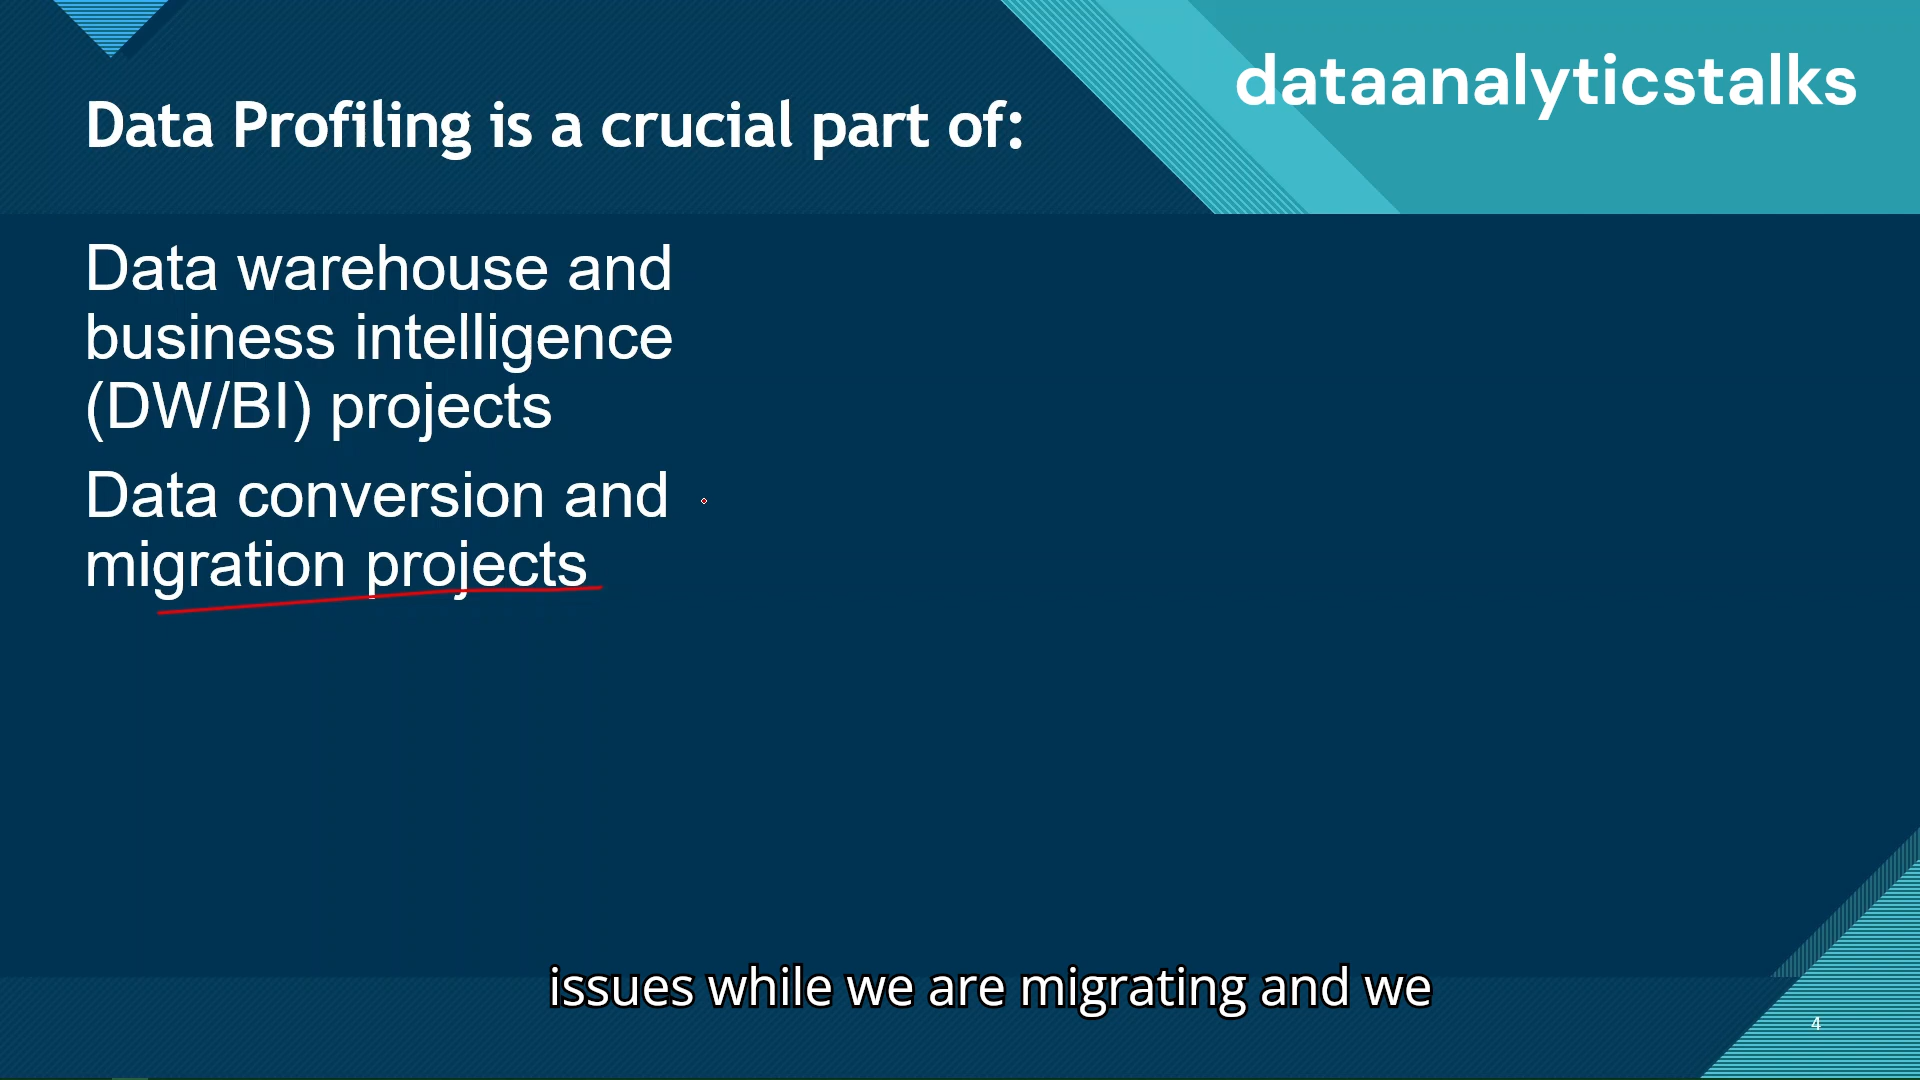 dataanalyticstalks
Data Profiling is a crucial part of:
Data warehouse and
business intelligence
(DW/BI) projects
Data conversion and
migration projects
issues while we are migrating and we
4